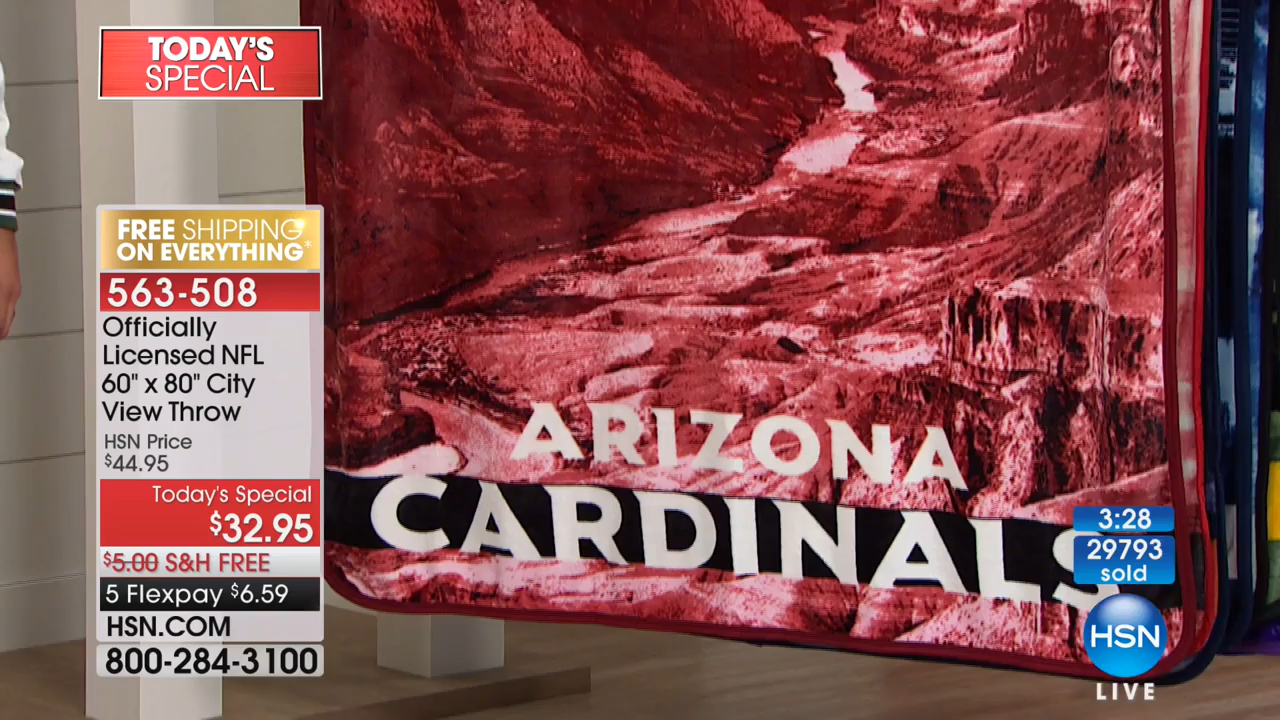 TODAY'S
SPECIAL
FREE SHIPPING
ON EVERYTHING*
563-508
Officially
Licensed NFL
60" x 80" City
View Throw
HSN Price
$44.95
Today's Special
$32.95
$5.00 S&H FREE
5 Flexpay $6.59
HSN.COM
800-284-3100
ARIZONA
CARDINALS
3:28
29793
sold
HSN
LIVE